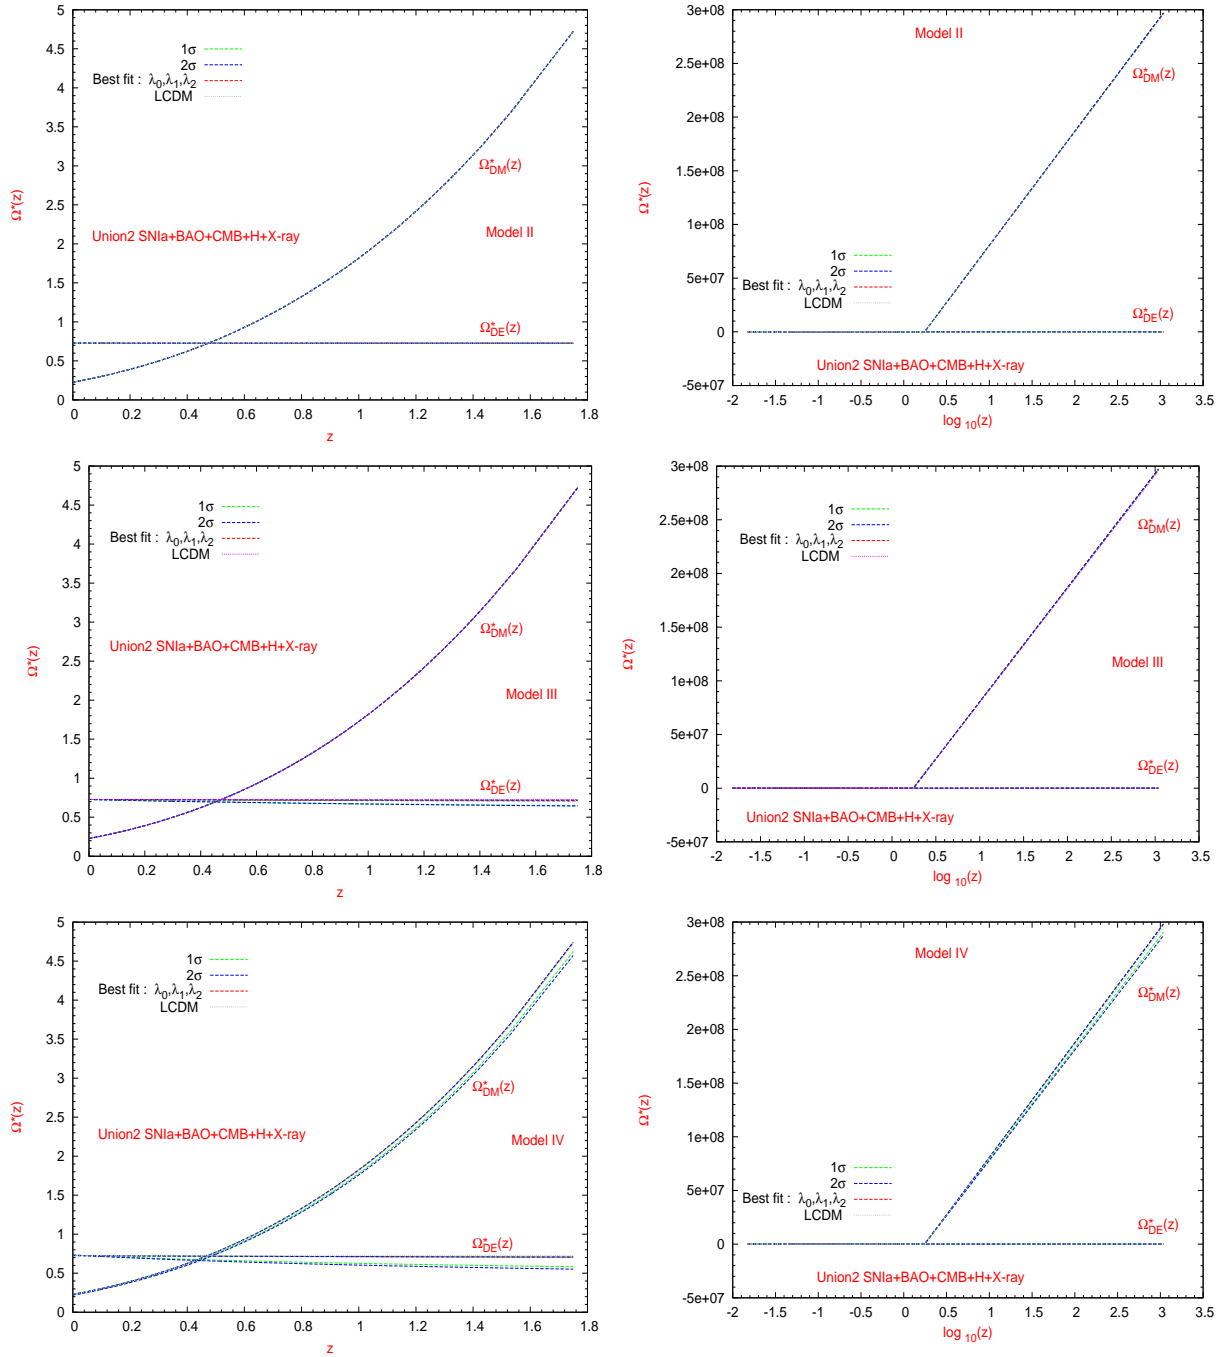 5
4.5
4
3.5
3
2.5
2
1.5
1
0.5
0
Ω*(z)
1σ
2σ
Best fit : λ0,λ1,λ2
LCDM
Ω*DM(z)
Union2 SNIa+BAO+CMB+H+X-ray
Model II
Ω*DE(z)
0 0.2 0.4 0.6 0.8 1 1.2 1.4 1.6 1.8
z
3e+08
2.5e+08
2e+08
1.5e+08
1e+08
5e+07
0
-5e+07
Ω*(z)
Model II
Ω*DM(z)
1σ
2σ
Best fit : λ0,λ1,λ2
LCDM
Ω*DE(z)
Union2 SNIa+BAO+CMB+H+X-ray
-2 -1.5 -1 -0.5 0 0.5 1 1.5 2 2.5 3 3.5
log 10(z)
5
4.5
4
3.5
3
2.5
2
1.5
1
0.5
0
Ω*(z)
1σ
2σ
Best fit : λ0,λ1,λ2
LCDM
Ω*DM(z)
Union2 SNIa+BAO+CMB+H+X-ray
Model III
Ω*DE(z)
0 0.2 0.4 0.6 0.8 1 1.2 1.4 1.6 1.8
z
3e+08
2.5e+08
2e+08
1.5e+08
1e+08
5e+07
0
-5e+07
Ω*(z)
1σ
2σ
Best fit : λ0,λ1,λ2
LCDM
Ω*DM(z)
Model III
Ω*DE(z)
Union2 SNIa+BAO+CMB+H+X-ray
-2 -1.5 -1 -0.5 0 0.5 1 1.5 2 2.5 3 3.5
log 10(z)
5
4.5
4
3.5
3
2.5
2
1.5
1
0.5
0
Ω*(z)
1σ
2σ
Best fit : λ0,λ1,λ2
LCDM
Ω*DM(z)
Union2 SNIa+BAO+CMB+H+X-ray
Model IV
Ω*DE(z)
0 0.2 0.4 0.6 0.8 1 1.2 1.4 1.6 1.8
z
3e+08
2.5e+08
2e+08
1.5e+08
1e+08
5e+07
0
-5e+07
Ω*(z)
Model IV
Ω*DM(z)
1σ
2σ
Best fit : λ0,λ1,λ2
LCDM
Ω*DE(z)
Union2 SNIa+BAO+CMB+H+X-ray
-2 -1.5 -1 -0.5 0 0.5 1 1.5 2 2.5 3 3.5
log 10(z)